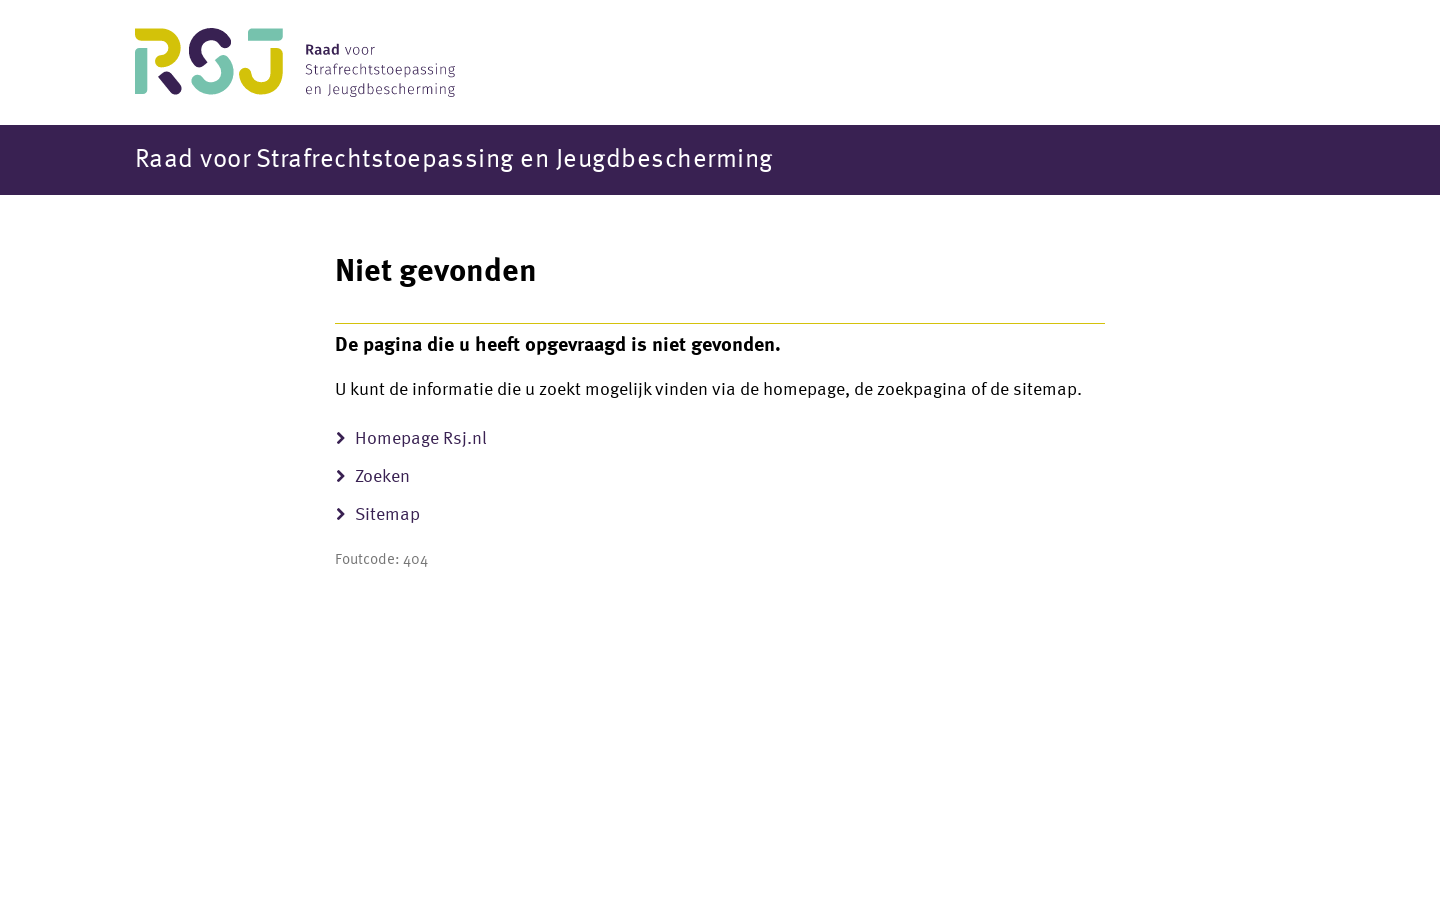 RSJ
Raad voor
Strafrechtstoepassing
en Jeugdbescherming
Raad voor Strafrechtstoepassing en Jeugdbescherming
Niet gevonden
De pagina die u heeft opgevraagd is niet gevonden.
U kunt de informatie die u zoekt mogelijk vinden via de homepage, de zoekpagina of de sitemap.
Homepage Rsj.nl
Zoeken
Sitemap
Foutcode: 404